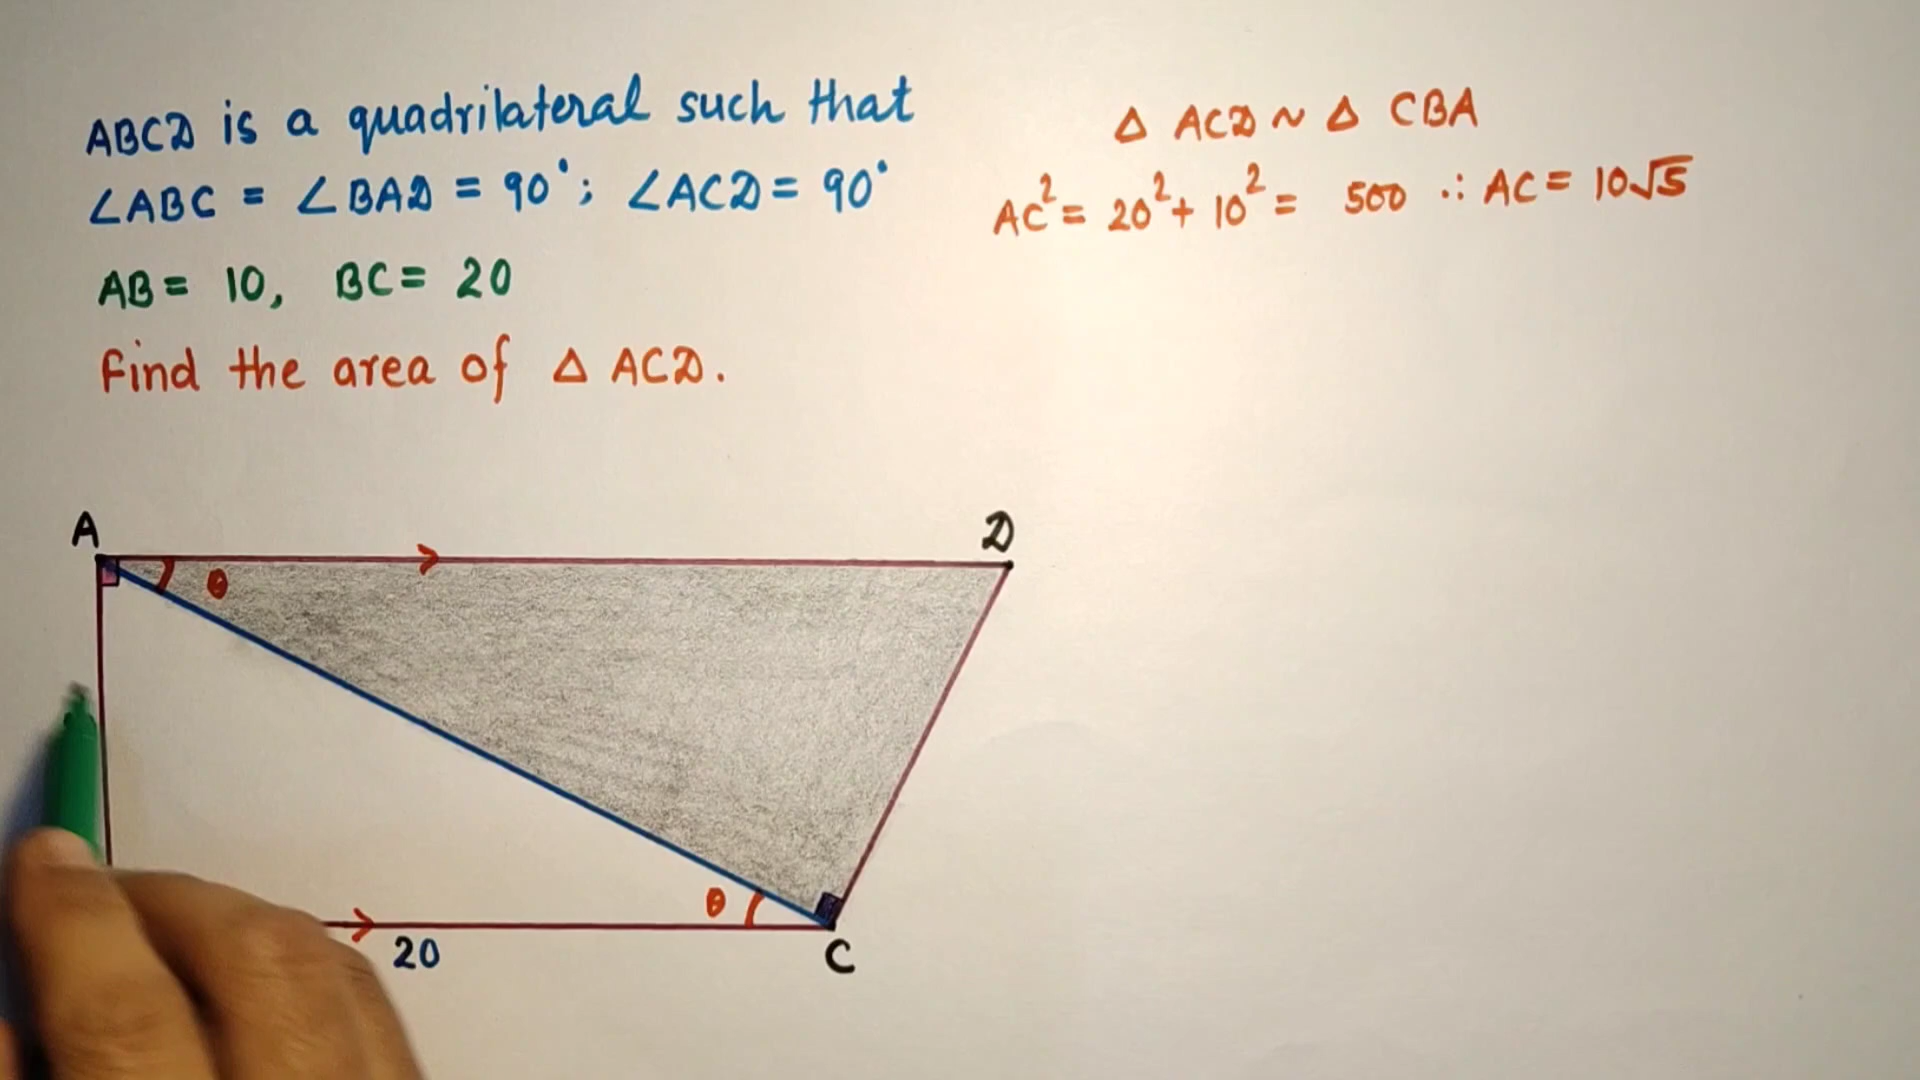 ABCD is a quadrilateral such that
∠ABC = ∠BAD = 90°; ∠ACD = 90°
AB = 10, BC = 20
Find the area of △ ACD.
△ ACD ~ △ CBA
AC² = 20² + 10² = 500 ∴ AC = 10√5
A
D
θ
θ
20
C